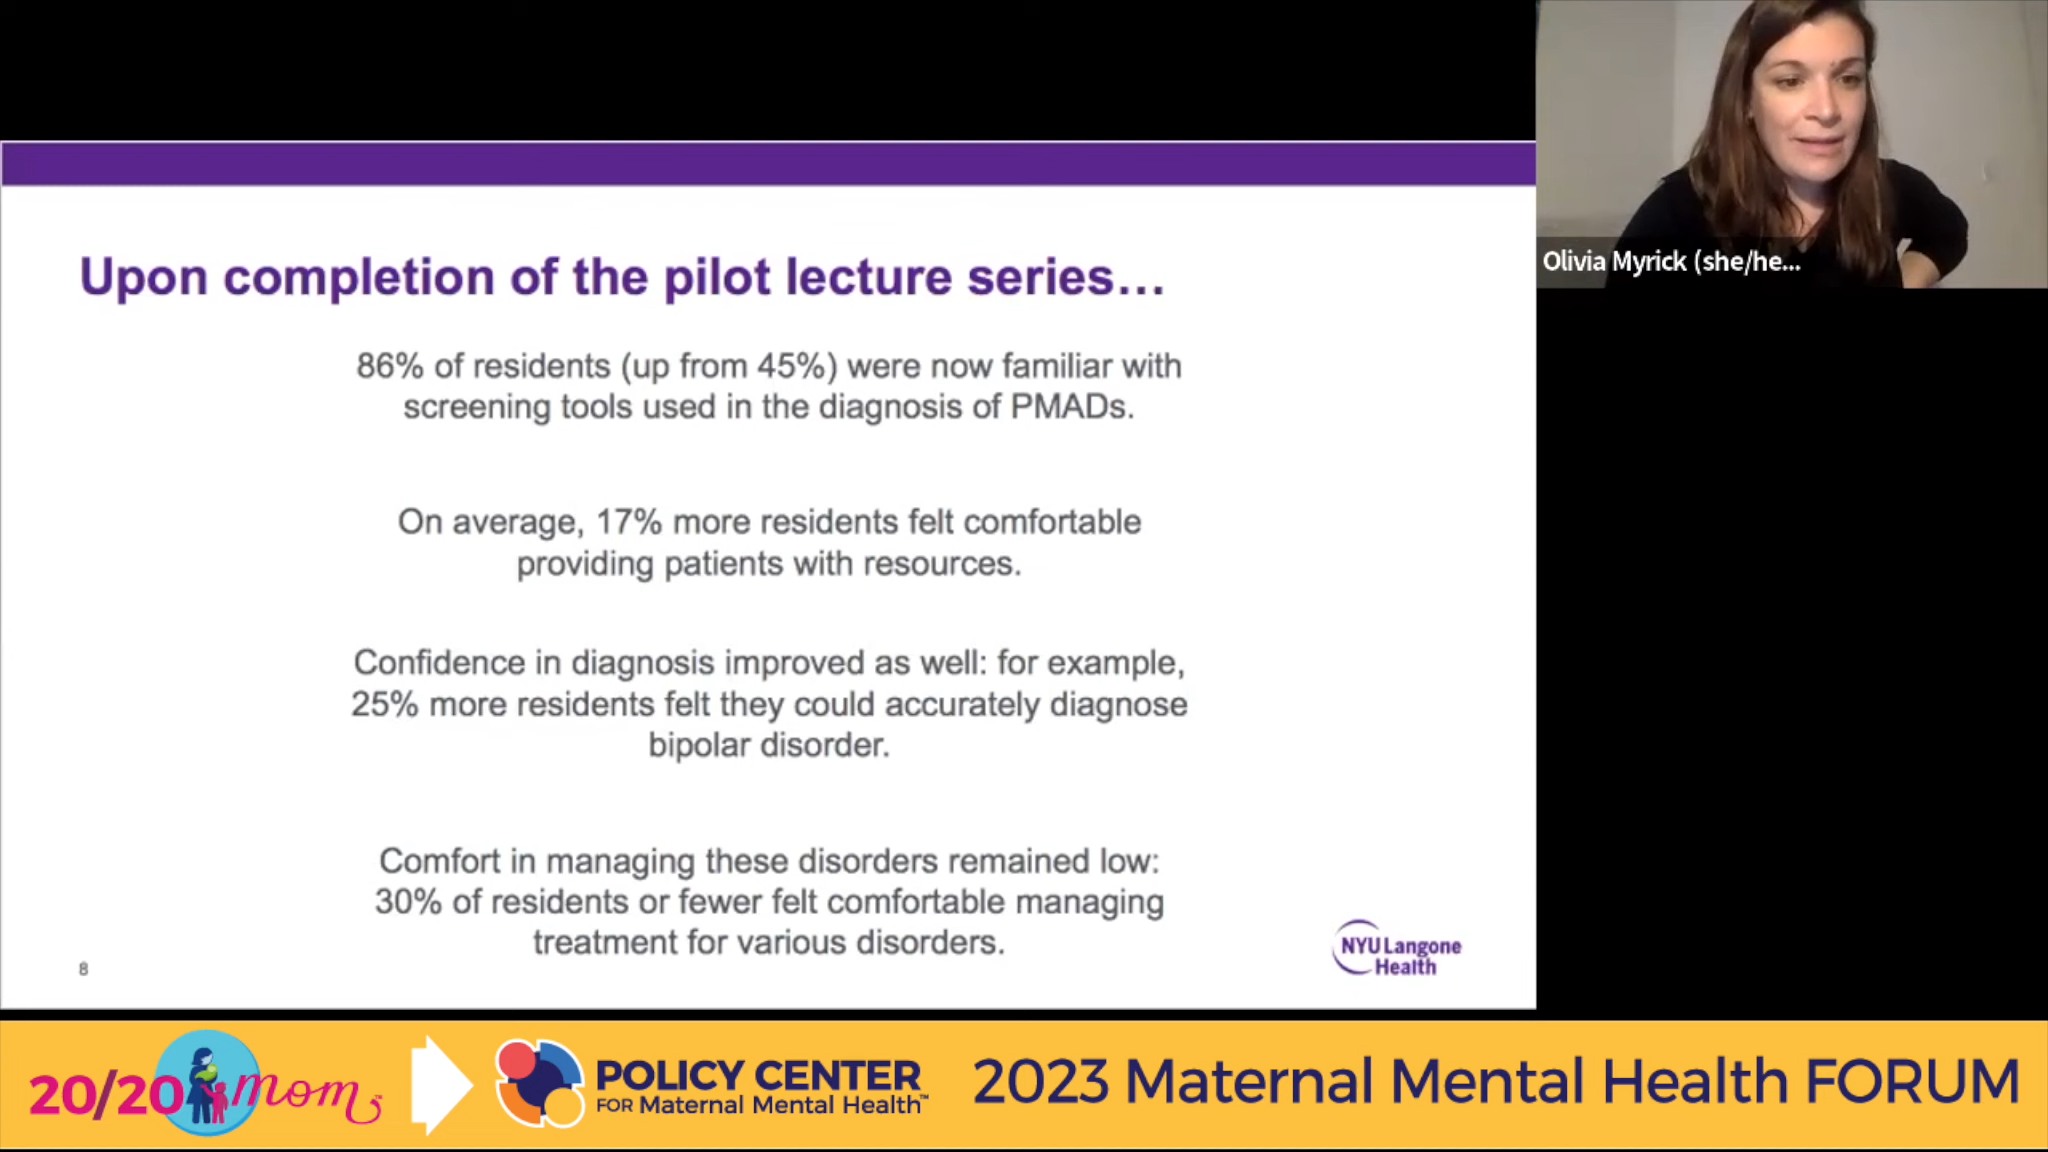 Upon completion of the pilot lecture series…
86% of residents (up from 45%) were now familiar with
screening tools used in the diagnosis of PMADs.
On average, 17% more residents felt comfortable
providing patients with resources.
Confidence in diagnosis improved as well: for example,
25% more residents felt they could accurately diagnose
bipolar disorder.
Comfort in managing these disorders remained low:
30% of residents or fewer felt comfortable managing
treatment for various disorders.
8
NYU Langone
Health
Olivia Myrick (she/he...
20/20 mom™
POLICY CENTER
FOR Maternal Mental Health™
2023 Maternal Mental Health FORUM